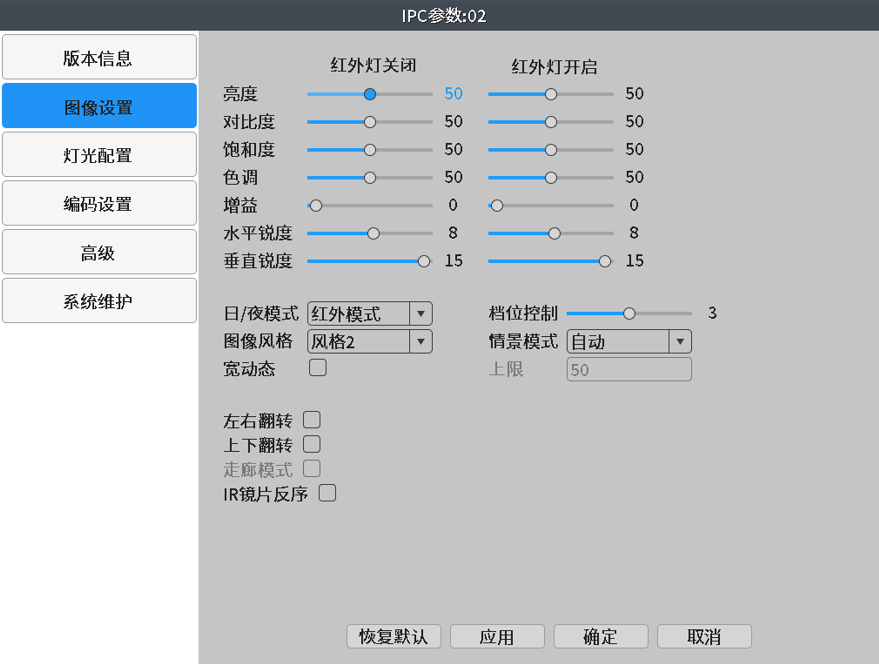 IPC参数:02
版本信息
图像设置
灯光配置
编码设置
高级
系统维护
红外灯关闭 红外灯开启
亮度 50 50
对比度 50 50
饱和度 50 50
色调 50 50
增益 0 0
水平锐度 8 8
垂直锐度 15 15
日/夜模式 红外模式 档位控制 3
图像风格 风格2 情景模式 自动
宽动态 上限 50
左右翻转
上下翻转
走廊模式
IR镜片反序
恢复默认 应用 确定 取消